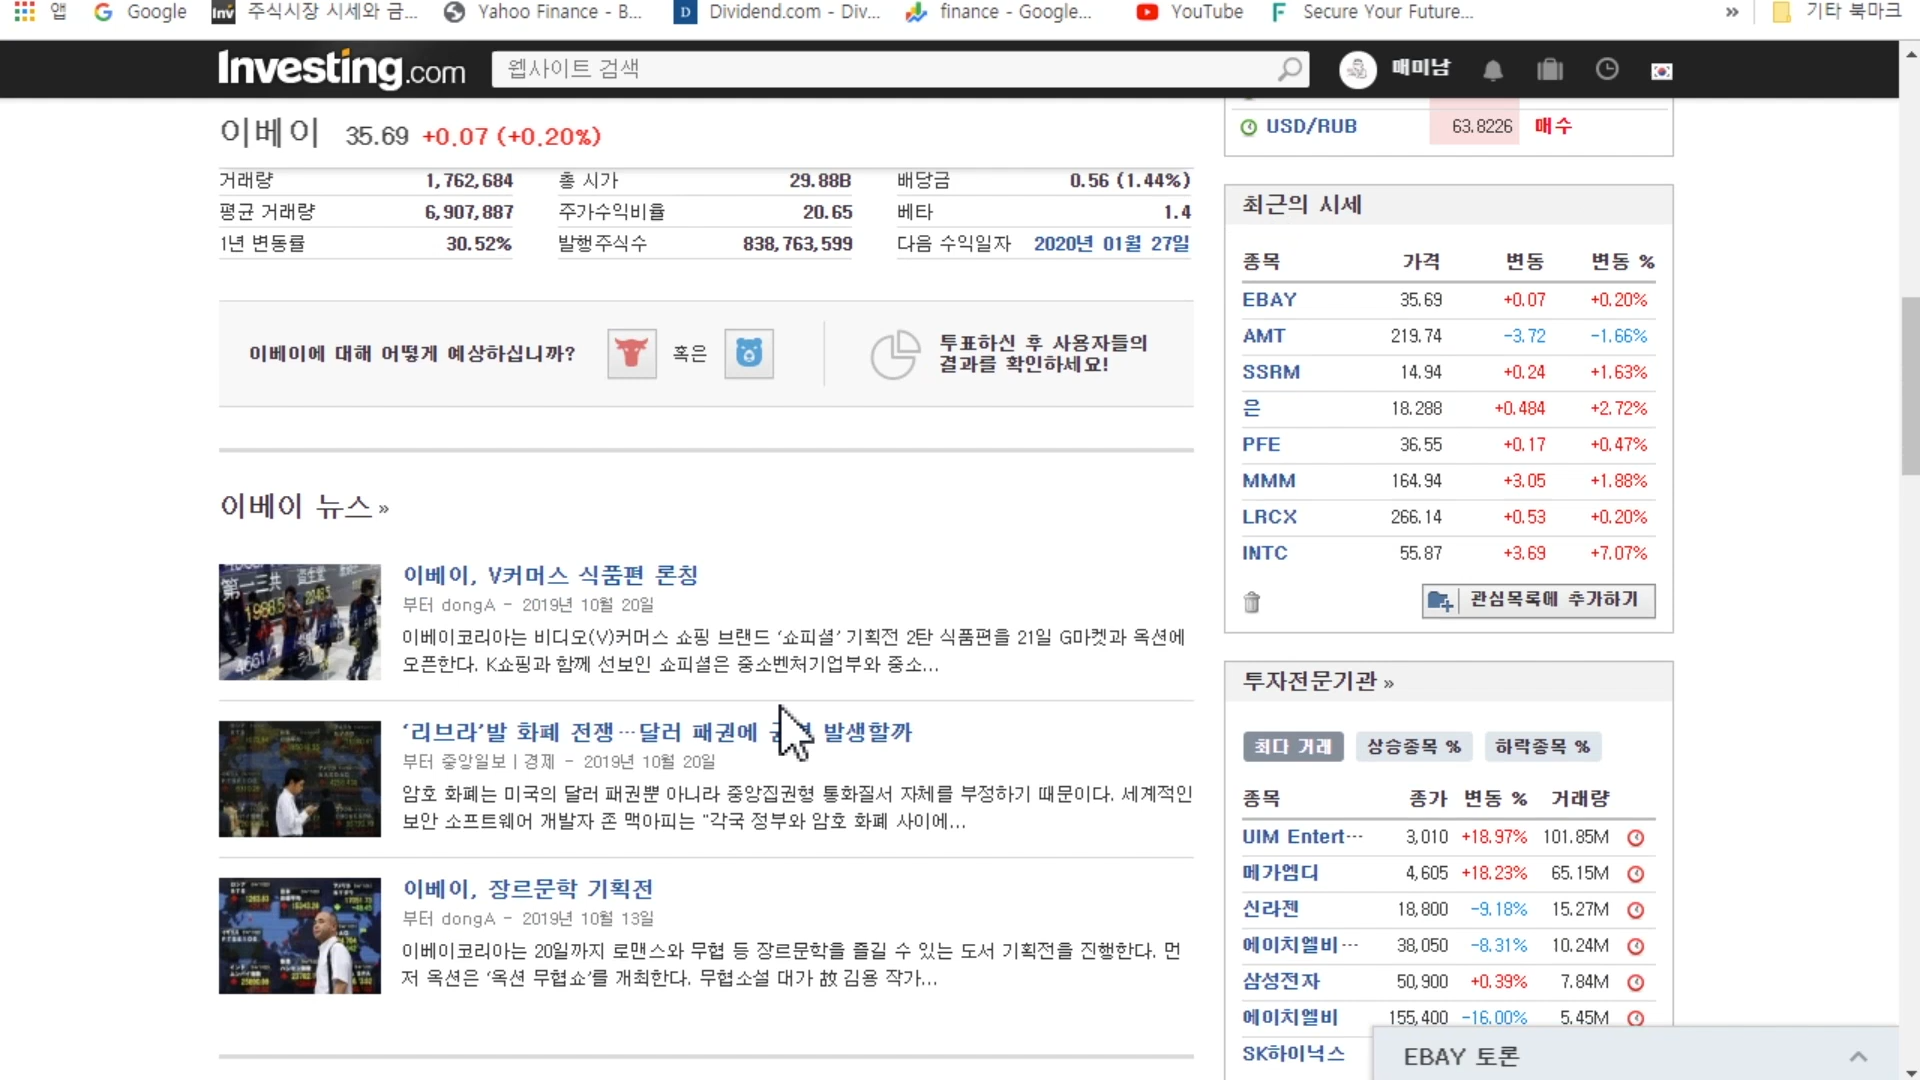 앱 Google 주식시장 시세와 금... Yahoo Finance - B... Dividend.com - Div... finance - Google... YouTube Secure Your Future... » 기타 북마크
Investing.com 웹사이트 검색 매미남
이베이 35.69 +0.07 (+0.20%)
거래량 1,762,684 총 시가 29.88B 배당금 0.56 (1.44%)
평균 거래량 6,907,887 주가수익비율 20.65 베타 1.4
1년 변동률 30.52% 발행주식수 838,763,599 다음 수익일자 2020년 01월 27일
이베이에 대해 어떻게 예상하십니까? 혹은 투표하신 후 사용자들의
결과를 확인하세요!
이베이 뉴스 »
이베이, V커머스 식품편 론칭
부터 dongA - 2019년 10월 20일
이베이코리아는 비디오(V)커머스 쇼핑 브랜드 ‘쇼피셜’ 기획전 2탄 식품편을 21일 G마켓과 옥션에
오픈한다. K쇼핑과 함께 선보인 쇼피셜은 중소벤처기업부와 중소...
‘리브라’발 화폐 전쟁…달러 패권에 발생할까
부터 중앙일보 | 경제 - 2019년 10월 20일
암호 화폐는 미국의 달러 패권뿐 아니라 중앙집권형 통화질서 자체를 부정하기 때문이다. 세계적인
보안 소프트웨어 개발자 존 맥아피는 "각국 정부와 암호 화폐 사이에...
이베이, 장르문학 기획전
부터 dongA - 2019년 10월 13일
이베이코리아는 20일까지 로맨스와 무협 등 장르문학을 즐길 수 있는 도서 기획전을 진행한다. 먼
저 옥션은 ‘옥션 무협쇼’를 개최한다. 무협소설 대가 故 김용 작가...
USD/RUB 63.8226 매수
최근의 시세
종목 가격 변동 변동 %
EBAY 35.69 +0.07 +0.20%
AMT 219.74 -3.72 -1.66%
SSRM 14.94 +0.24 +1.63%
은 18.288 +0.484 +2.72%
PFE 36.55 +0.17 +0.47%
MMM 164.94 +3.05 +1.88%
LRCX 266.14 +0.53 +0.20%
INTC 55.87 +3.69 +7.07%
관심목록에 추가하기
투자전문기관 »
최다 거래 상승종목 % 하락종목 %
종목 종가 변동 % 거래량
UIM Entert… 3,010 +18.97% 101.85M
메가엠디 4,605 +18.23% 65.15M
신라젠 18,800 -9.18% 15.27M
에이치엘비… 38,050 -8.31% 10.24M
삼성전자 50,900 +0.39% 7.84M
에이치엘비 155,400 -16.00% 5.45M
SK하이닉스
EBAY 토론